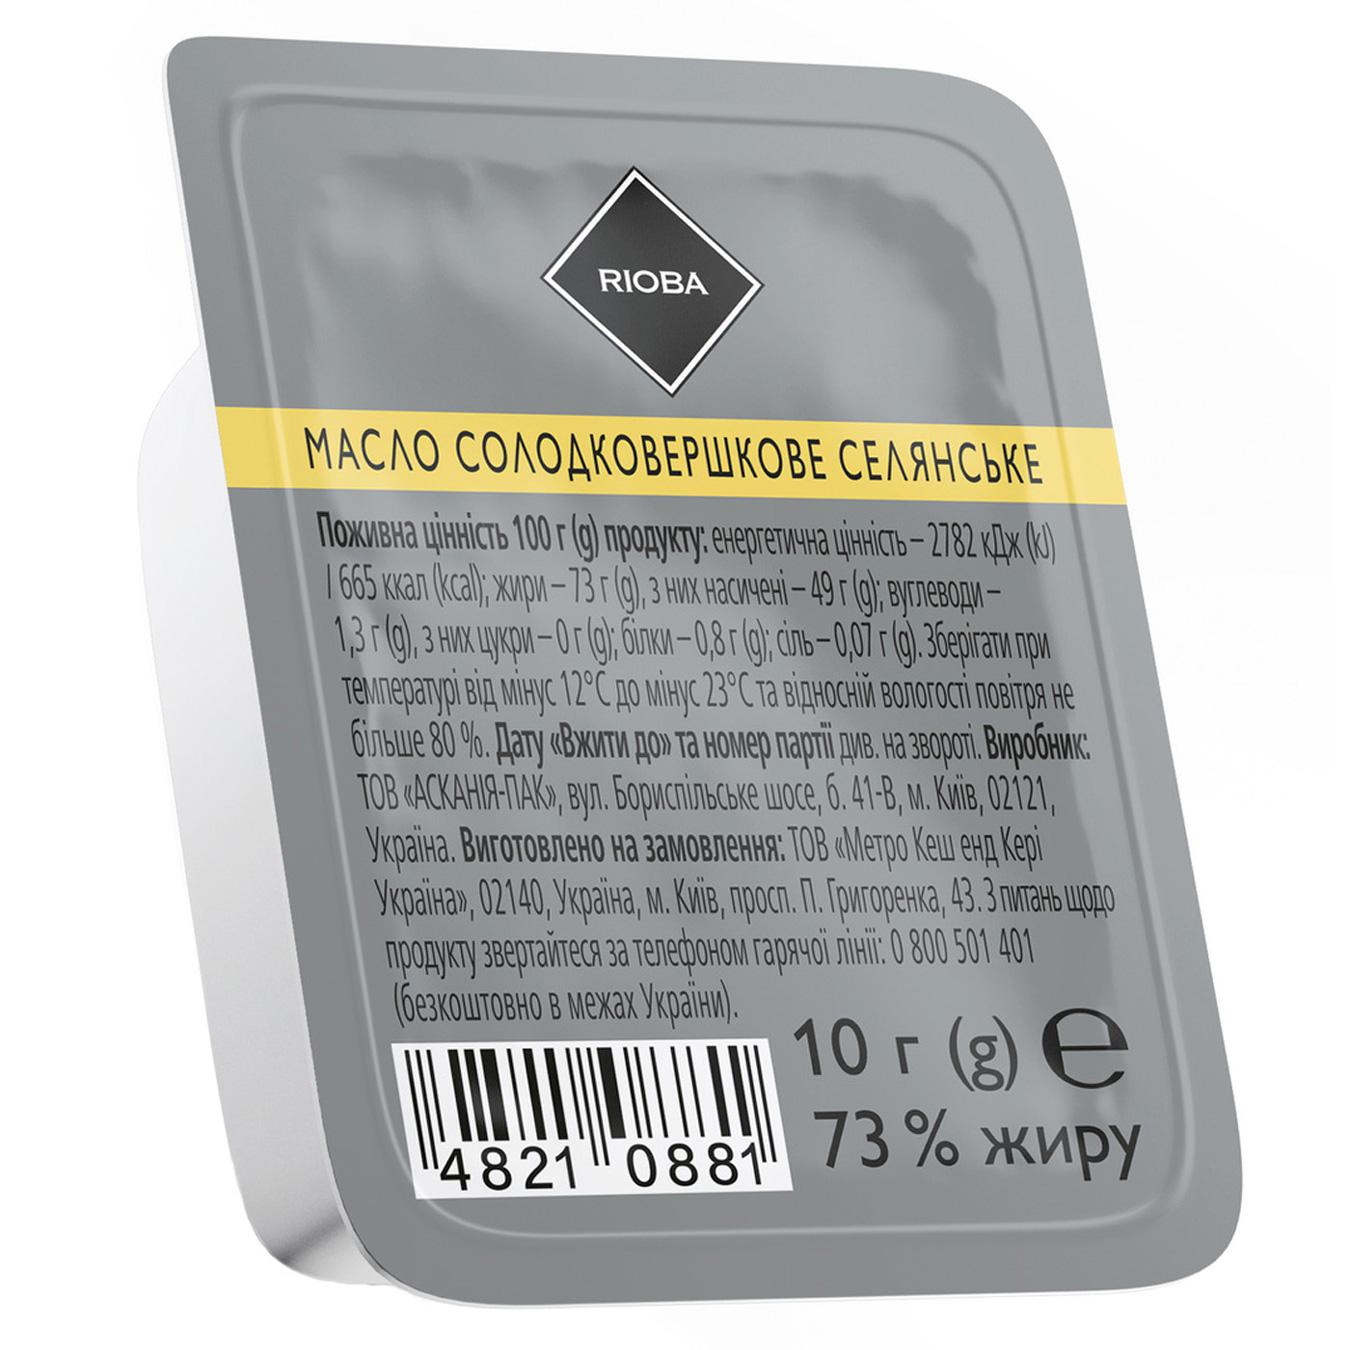 RIOBA
МАСЛО СОЛОДКОВЕРШКОВЕ СЕЛЯНСЬКЕ
Поживна цінність 100 г (g) продукту: енергетична цінність – 2782 кДж (kJ)
/ 665 ккал (kcal); жири – 73 г (g), з них насичені – 49 г (g); вуглеводи –
1,3 г (g), з них цукри – 0 г (g); білки – 0,8 г (g); сіль – 0,07 г (g). Зберігати при
температурі від мінус 12°С до мінус 23°С та відносній вологості повітря не
більше 80 %. Дату «Вжити до» та номер партії див. на звороті. Виробник:
ТОВ «АСКАНІЯ-ПАК», вул. Бориспільське шосе, б. 41-В, м. Київ, 02121,
Україна. Виготовлено на замовлення: ТОВ «Метро Кеш енд Кері
Україна», 02140, Україна, м. Київ, просп. П. Григоренка, 43. З питань щодо
продукту звертайтеся за телефоном гарячої лінії: 0 800 501 401
(безкоштовно в межах України).
10 г (g) ℮
73 % жиру
4821 0881